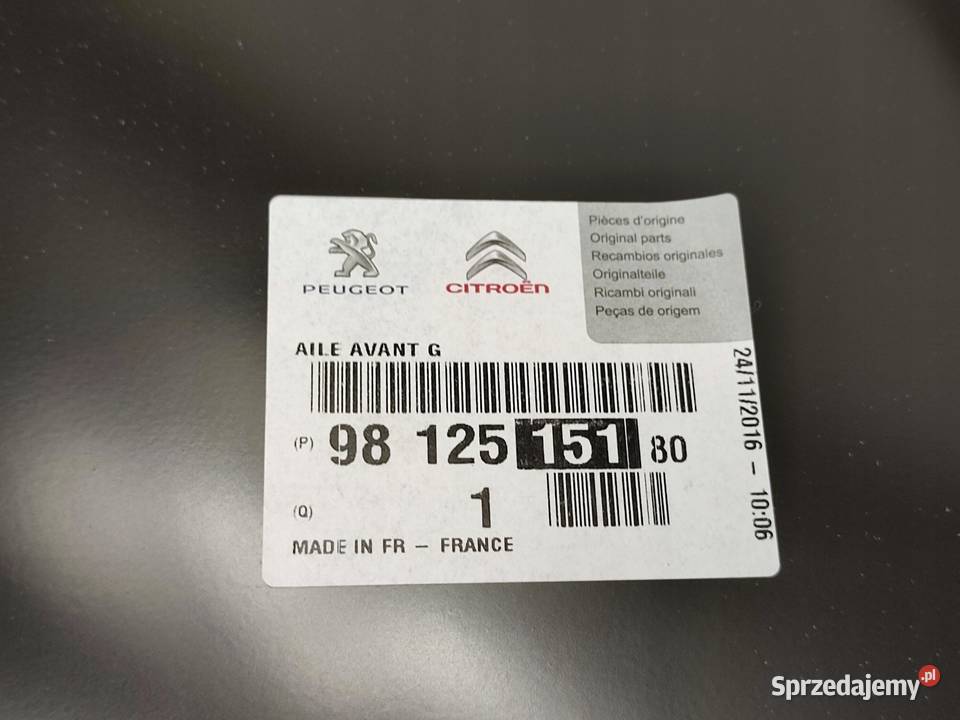 PEUGEOT
CITROËN
Pièces d'origine
Original parts
Recambios originales
Originalteile
Ricambi originali
Peças de origem
AILE AVANT G
(P) 98 125 151 80
(Q) 1
MADE IN FR – FRANCE
24/11/2016 – 10:06
Sprzedajemy.pl